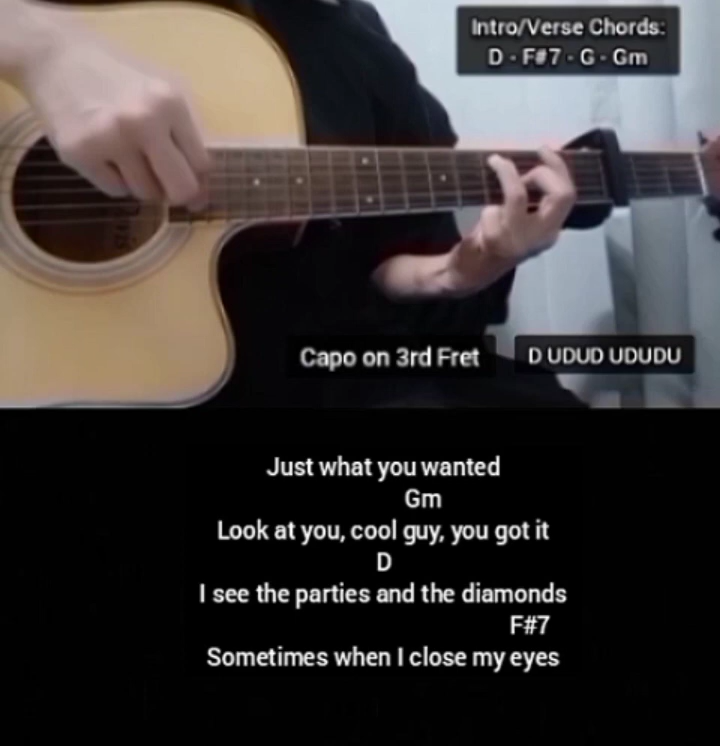 Intro/Verse Chords:
D - F#7 - G - Gm
Capo on 3rd Fret
D UDUD UDUDU
Just what you wanted
Gm
Look at you, cool guy, you got it
D
I see the parties and the diamonds
F#7
Sometimes when I close my eyes